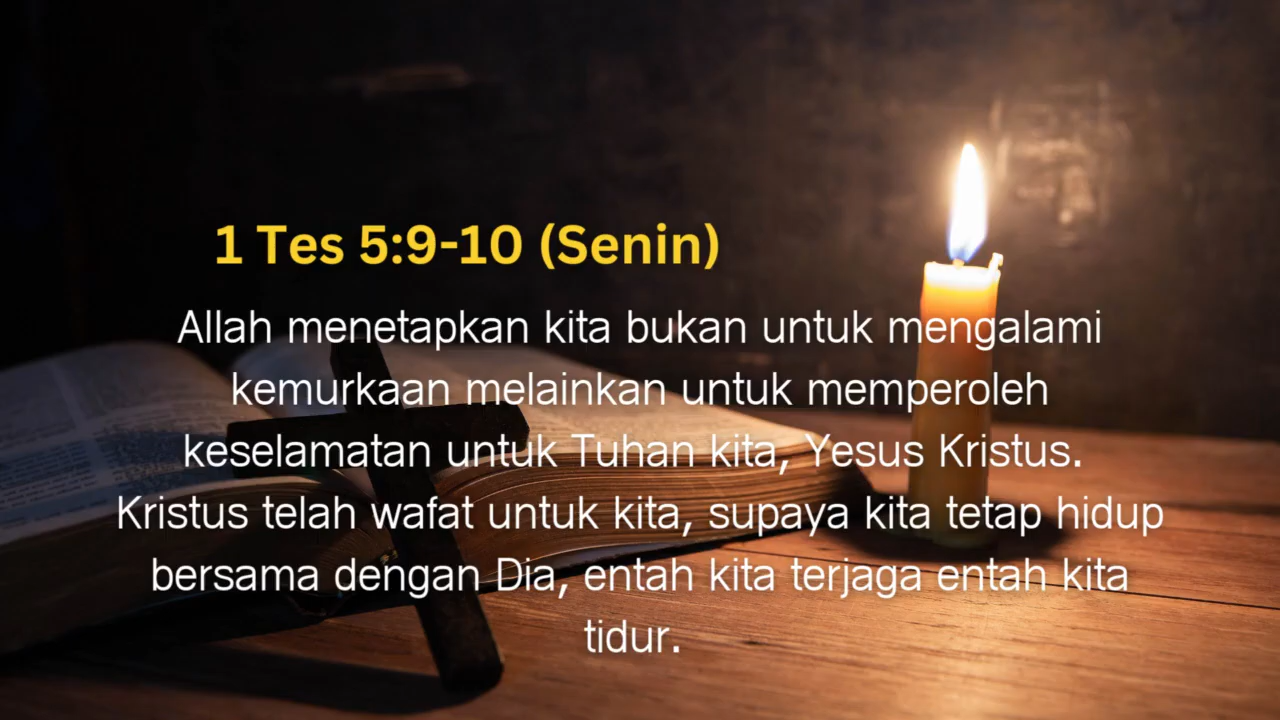 1 Tes 5:9-10 (Senin)
Allah menetapkan kita bukan untuk mengalami
kemurkaan melainkan untuk memperoleh
keselamatan untuk Tuhan kita, Yesus Kristus.
Kristus telah wafat untuk kita, supaya kita tetap hidup
bersama dengan Dia, entah kita terjaga entah kita
tidur.